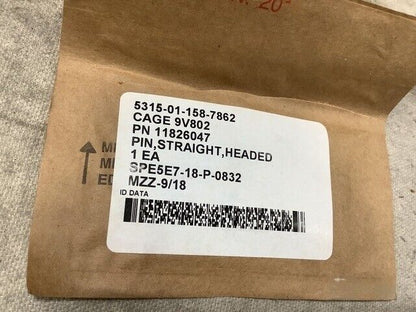 20°
5315-01-158-7862
CAGE 9V802
PN 11826047
PIN,STRAIGHT,HEADED
1 EA
SPE5E7-18-P-0832
MZZ-9/18
ID DATA